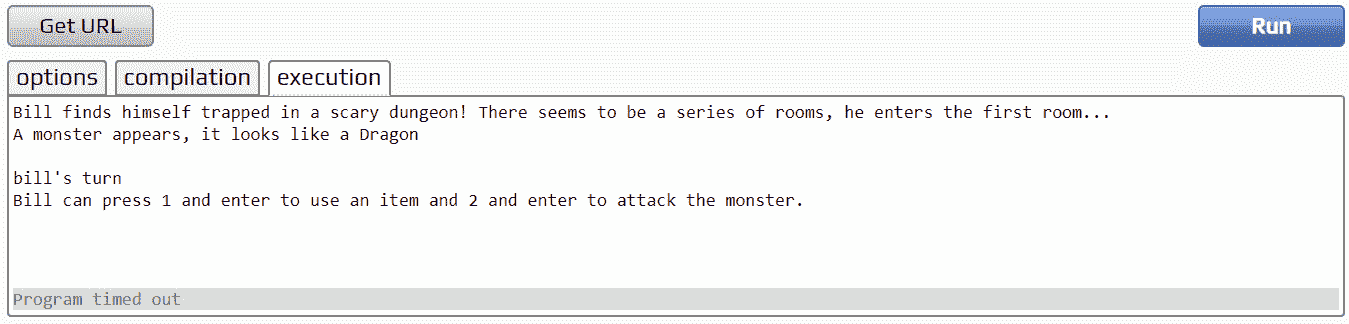 Get URL
Run
options
compilation
execution
Bill finds himself trapped in a scary dungeon! There seems to be a series of rooms, he enters the first room...
A monster appears, it looks like a Dragon
bill's turn
Bill can press 1 and enter to use an item and 2 and enter to attack the monster.
Program timed out